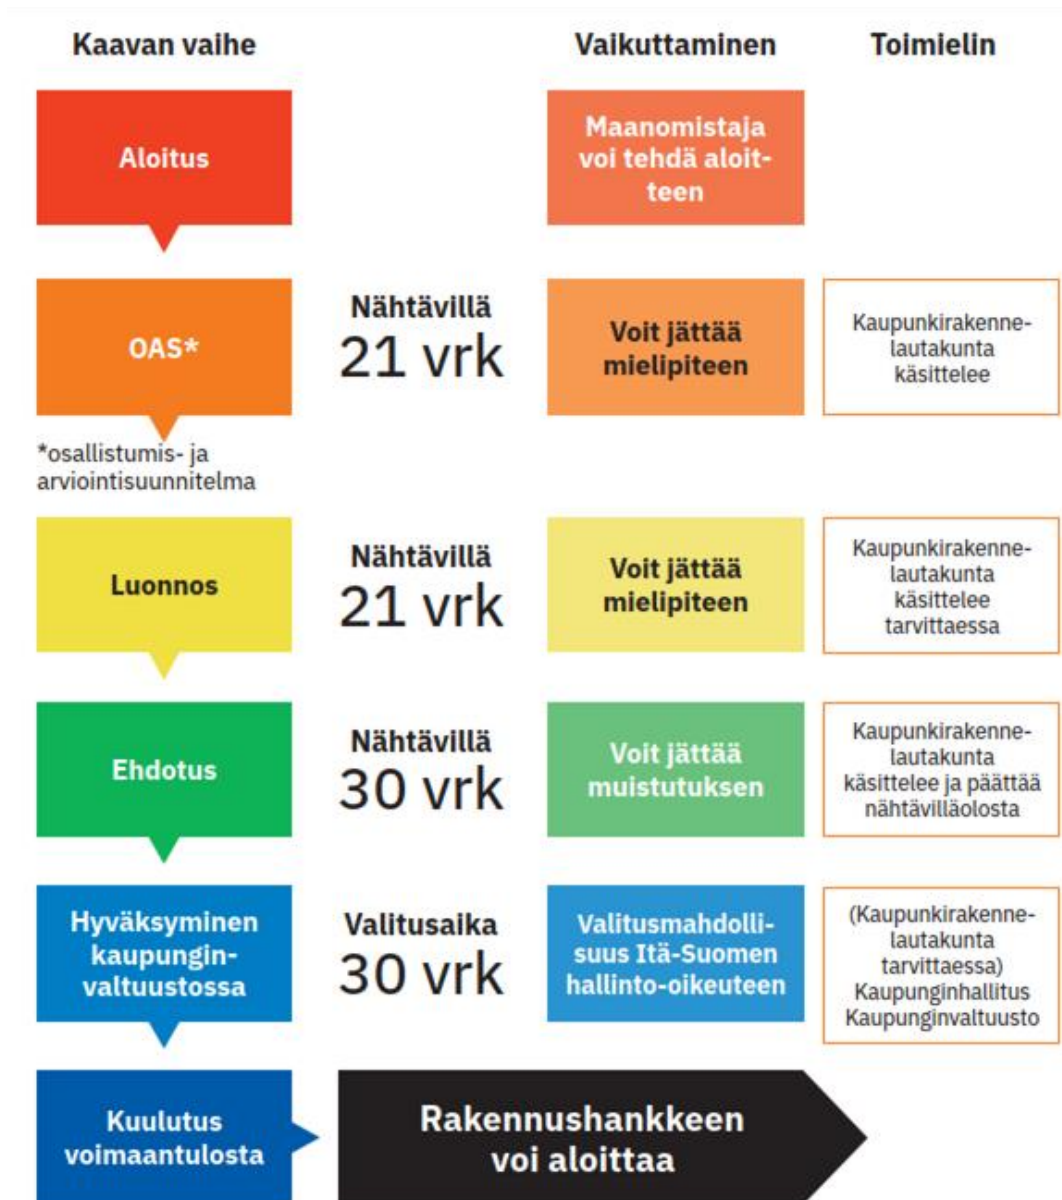 Kaavan vaihe
Vaikuttaminen
Toimielin
Aloitus
Maanomistaja
voi tehdä aloit-
teen
OAS*
Nähtävillä
21 vrk
Voit jättää
mielipiteen
Kaupunkirakenne-
lautakunta
käsittelee
*osallistumis- ja
arviointisuunnitelma
Luonnos
Nähtävillä
21 vrk
Voit jättää
mielipiteen
Kaupunkirakenne-
lautakunta
käsittelee
tarvittaessa
Ehdotus
Nähtävillä
30 vrk
Voit jättää
muistutuksen
Kaupunkirakenne-
lautakunta
käsittelee ja päättää
nähtävilläolosta
Hyväksyminen
kaupungin-
valtuustossa
Valitusaika
30 vrk
Valitusmahdolli-
suus Itä-Suomen
hallinto-oikeuteen
(Kaupunkirakenne-
lautakunta
tarvittaessa)
Kaupunginhallitus
Kaupunginvaltuusto
Kuulutus
voimaantulosta
Rakennushankkeen
voi aloittaa